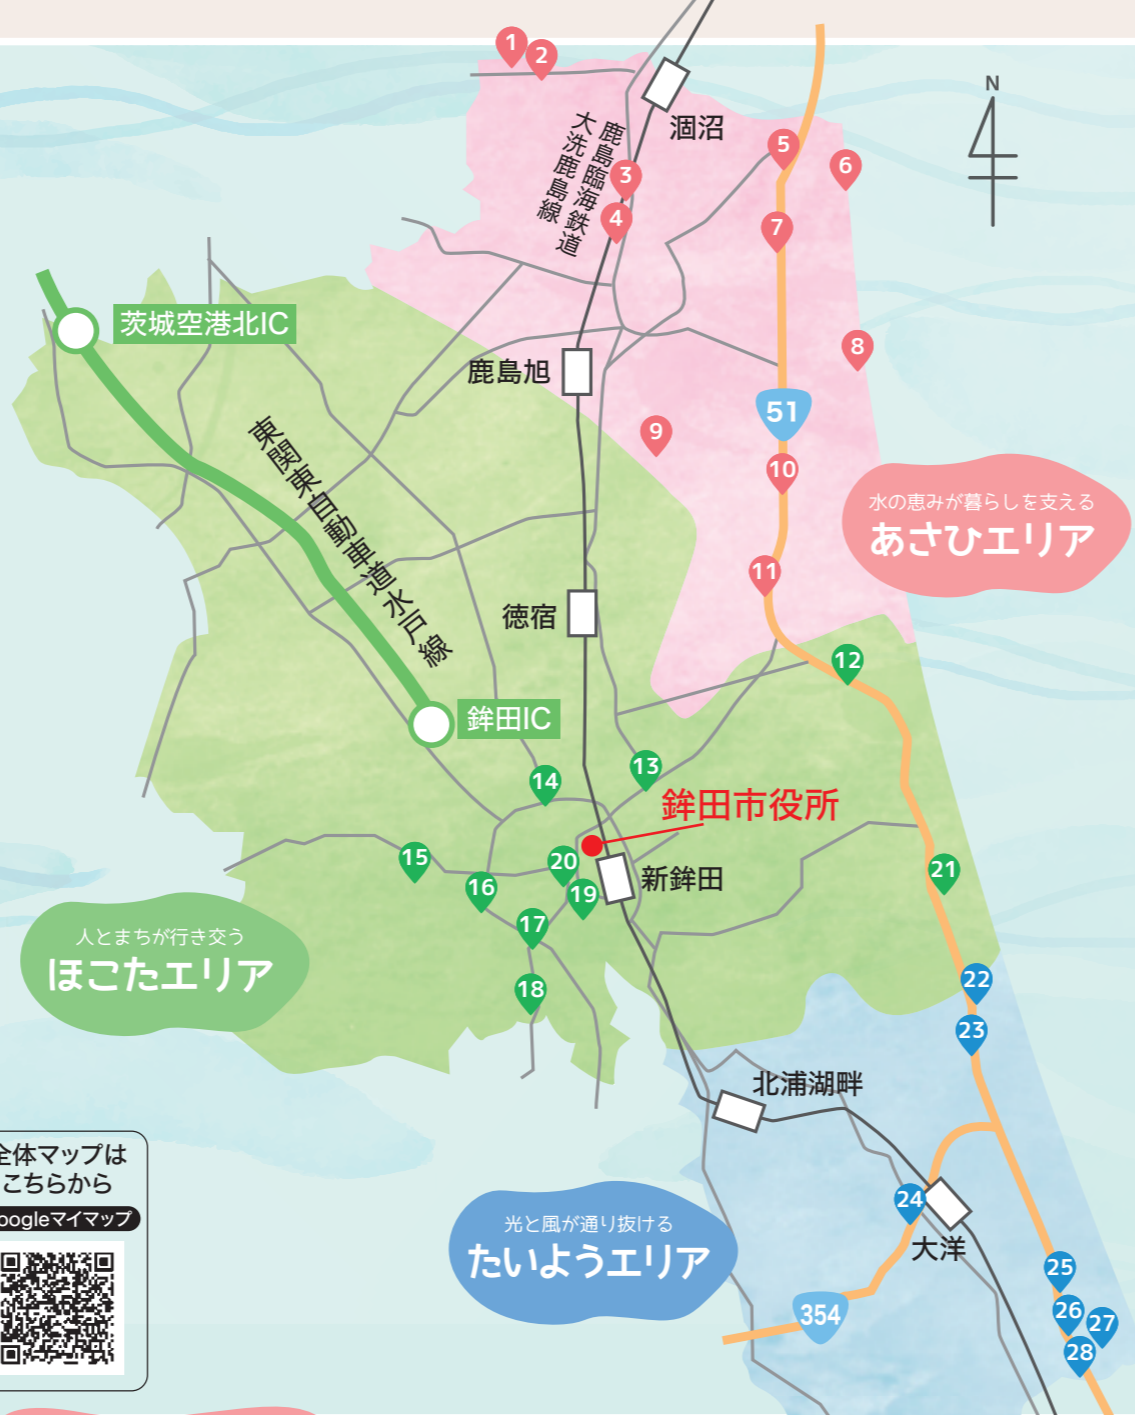 1
2
N
涸沼
鹿島臨海鉄道
大洗鹿島線
3
4
5
6
7
茨城空港北IC
鹿島旭
8
51
9
10
東関東自動車道水戸線
水の恵みが暮らしを支える
あさひエリア
11
徳宿
12
鉾田IC
13
14
鉾田市役所
15
20
新鉾田
16
19
21
17
人とまちが行き交う
ほこたエリア
18
22
23
北浦湖畔
全体マップは
こちらから
oogleマイマップ
24
光と風が通り抜ける
たいようエリア
大洋
25
26
27
354
28